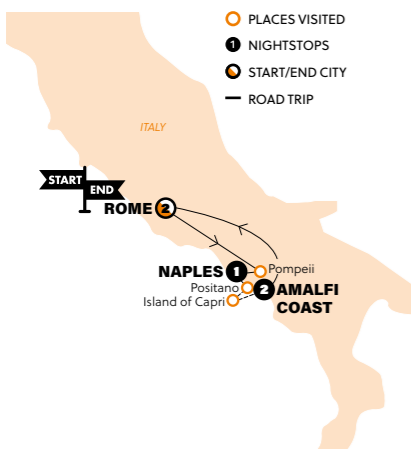 PLACES VISITED
1 NIGHTSTOPS
START/END CITY
ROAD TRIP
ITALY
START
END
ROME 2
NAPLES 1
Pompeii
Positano
Island of Capri
2 AMALFI
COAST